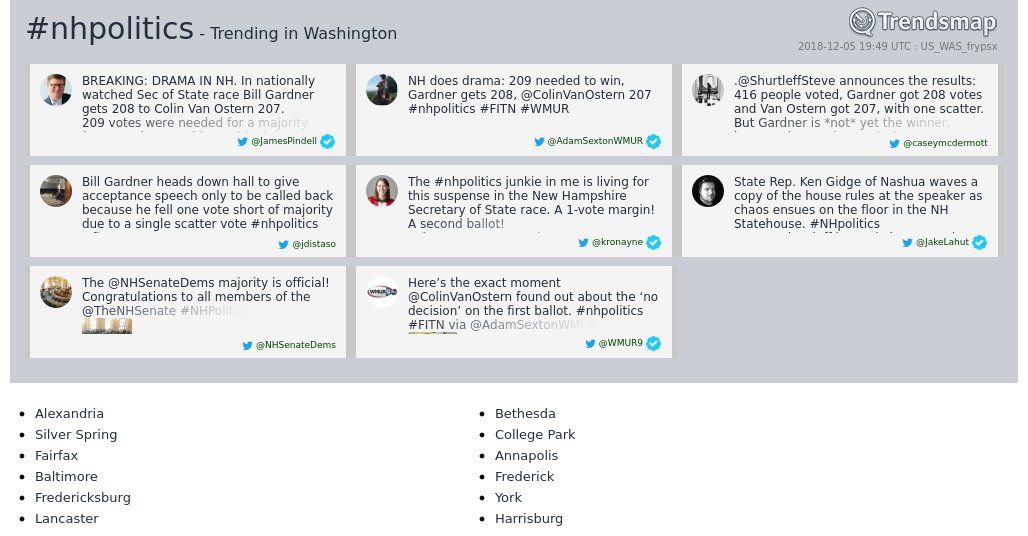 #nhpolitics - Trending in Washington
Trendsmap
2018-12-05 19:49 UTC : US_WAS_frypsx
BREAKING: DRAMA IN NH. In nationally
watched Sec of State race Bill Gardner
gets 208 to Colin Van Ostern 207.
209 votes were needed for a majority.
@JamesPindell
NH does drama: 209 needed to win,
Gardner gets 208, @ColinVanOstern 207
#nhpolitics #FITN #WMUR
@AdamSextonWMUR
.@ShurtleffSteve announces the results:
416 people voted, Gardner got 208 votes
and Van Ostern got 207, with one scatter.
But Gardner is *not* yet the winner,
@caseymcdermott
Bill Gardner heads down hall to give
acceptance speech only to be called back
because he fell one vote short of majority
due to a single scatter vote #nhpolitics
@jdistaso
The #nhpolitics junkie in me is living for
this suspense in the New Hampshire
Secretary of State race. A 1-vote margin!
A second ballot!
@kronayne
State Rep. Ken Gidge of Nashua waves a
copy of the house rules at the speaker as
chaos ensues on the floor in the NH
Statehouse. #NHpolitics
@JakeLahut
The @NHSenateDems majority is official!
Congratulations to all members of the
@TheNHSenate #NHPolitics
@NHSenateDems
WMUR9
Here's the exact moment
@ColinVanOstern found out about the 'no
decision' on the first ballot. #nhpolitics
#FITN via @AdamSextonWMUR
@WMUR9
Alexandria
Silver Spring
Fairfax
Baltimore
Fredericksburg
Lancaster
Bethesda
College Park
Annapolis
Frederick
York
Harrisburg